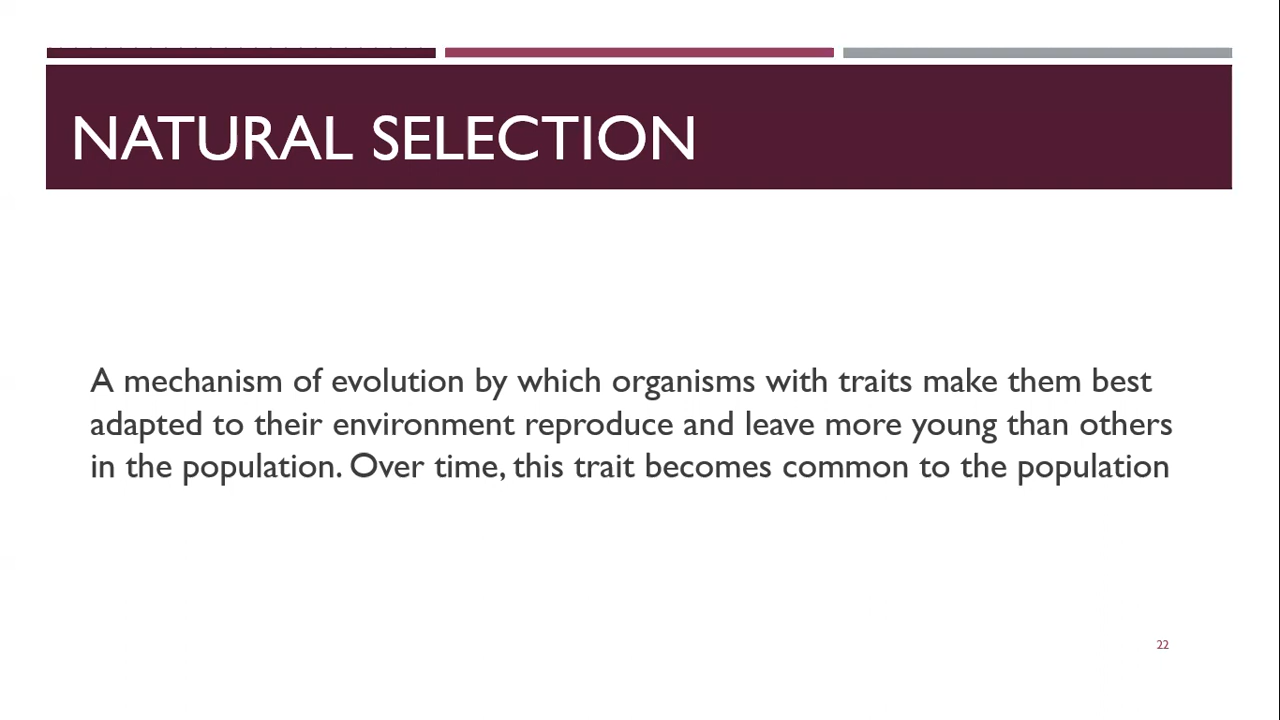 NATURAL SELECTION
A mechanism of evolution by which organisms with traits make them best
adapted to their environment reproduce and leave more young than others
in the population. Over time, this trait becomes common to the population
22